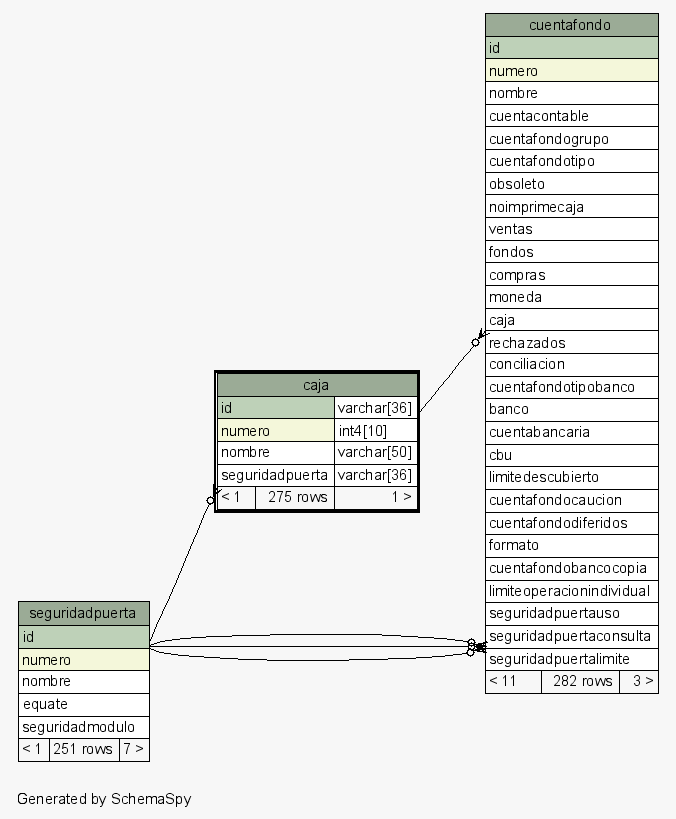 cuentafondo
id
numero
nombre
cuentacontable
cuentafondogrupo
cuentafondotipo
obsoleto
noimprimecaja
ventas
fondos
compras
moneda
caja
rechazados
conciliacion
cuentafondotipobanco
banco
cuentabancaria
cbu
limitedescubierto
cuentafondocaucion
cuentafondodiferidos
formato
cuentafondobancocopia
limiteoperacionindividual
seguridadpuertauso
seguridadpuertaconsulta
seguridadpuertalimite
< 11 282 rows 3 >
caja
id varchar[36]
numero int4[10]
nombre varchar[50]
seguridadpuerta varchar[36]
< 1 275 rows 1 >
seguridadpuerta
id
numero
nombre
equate
seguridadmodulo
< 1 251 rows 7 >
Generated by SchemaSpy